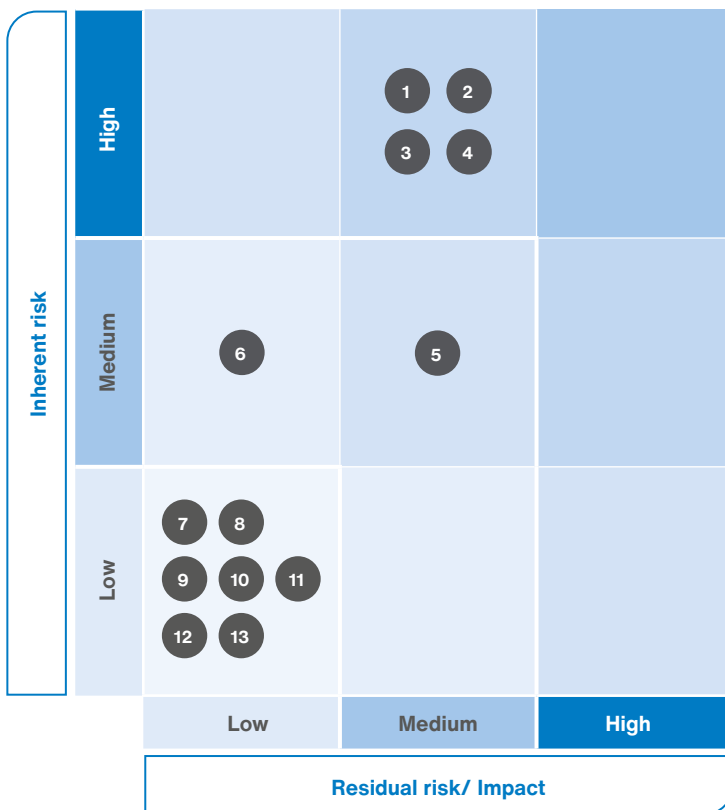 Inherent risk
High
1 2
3 4
Medium
6 5
Low
7 8
9 10 11
12 13
Low Medium High
Residual risk/ Impact